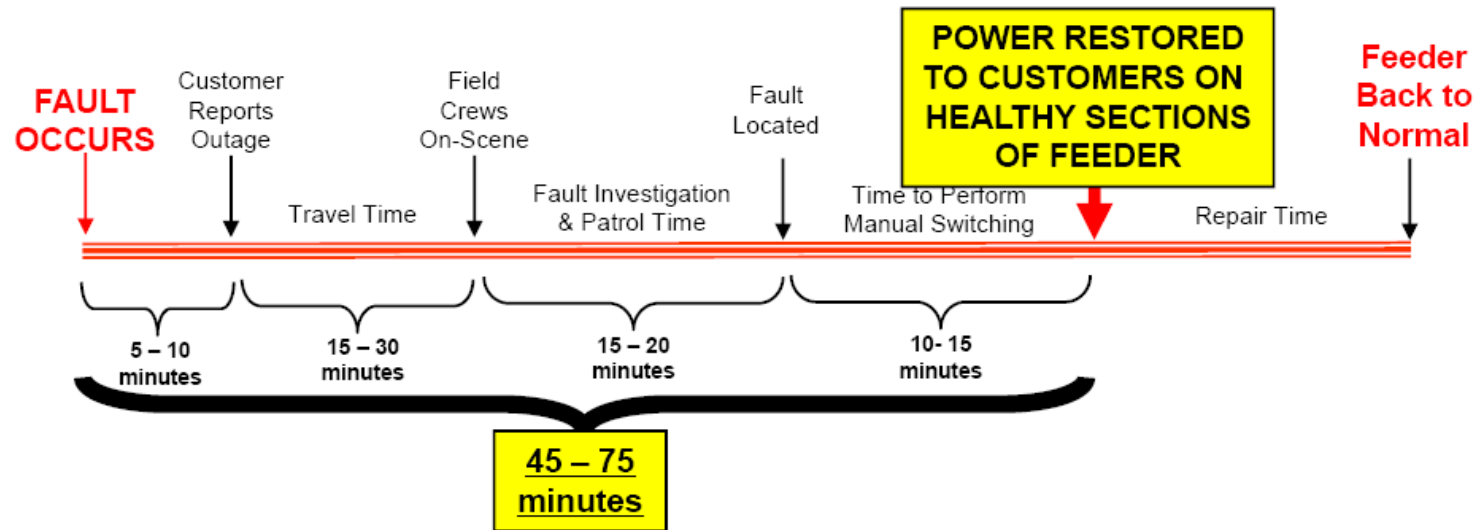 FAULT
OCCURS
Customer
Reports
Outage
Field
Crews
On-Scene
Fault
Located
POWER RESTORED
TO CUSTOMERS ON
HEALTHY SECTIONS
OF FEEDER
Feeder
Back to
Normal
Travel Time
Fault Investigation
& Patrol Time
Time to Perform
Manual Switching
Repair Time
5 – 10
minutes
15 – 30
minutes
15 – 20
minutes
10- 15
minutes
45 – 75
minutes